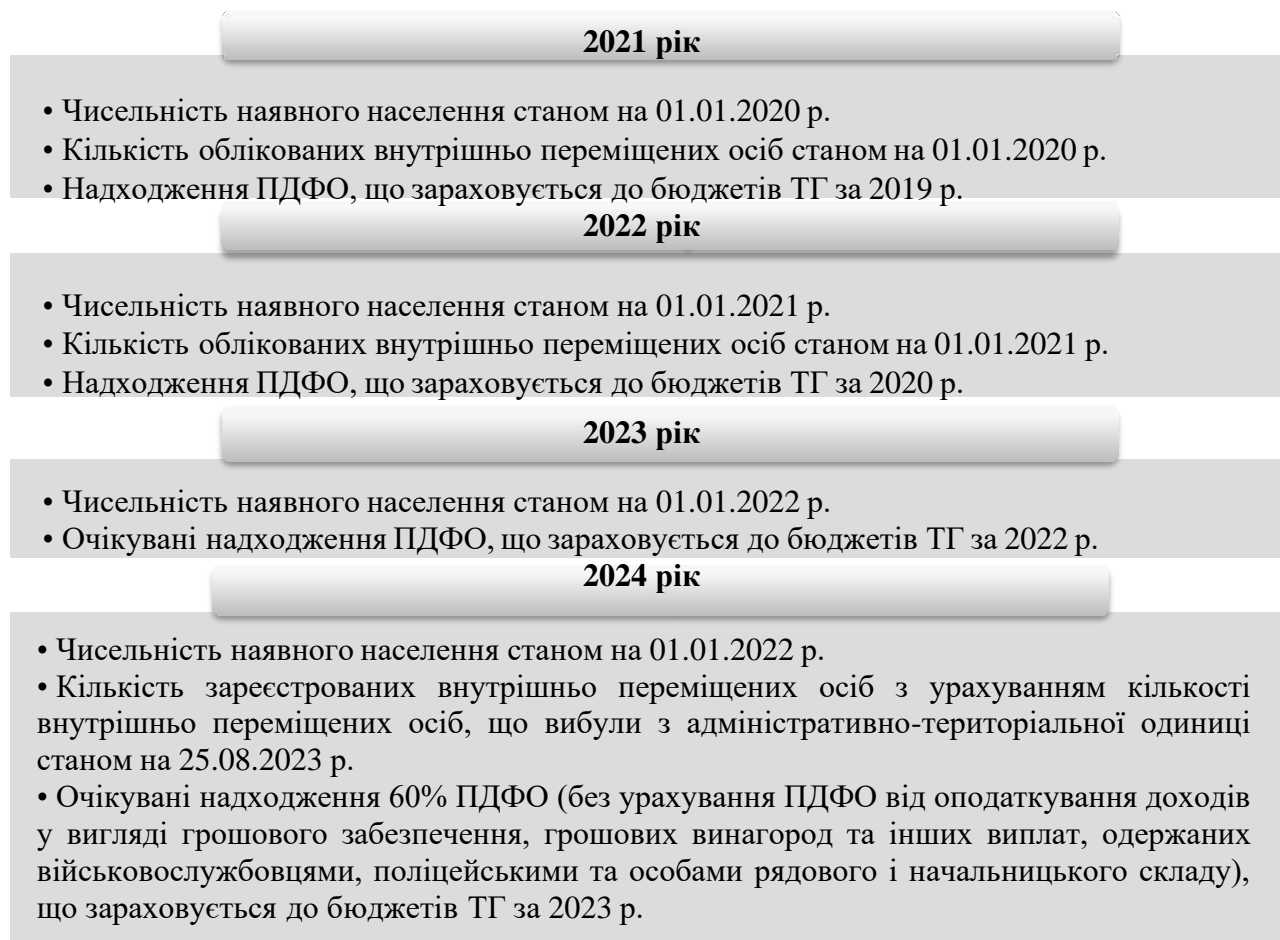 2021 рік
• Чисельність наявного населення станом на 01.01.2020 р.
• Кількість облікованих внутрішньо переміщених осіб станом на 01.01.2020 р.
• Надходження ПДФО, що зараховується до бюджетів ТГ за 2019 р.
2022 рік
• Чисельність наявного населення станом на 01.01.2021 р.
• Кількість облікованих внутрішньо переміщених осіб станом на 01.01.2021 р.
• Надходження ПДФО, що зараховується до бюджетів ТГ за 2020 р.
2023 рік
• Чисельність наявного населення станом на 01.01.2022 р.
• Очікувані надходження ПДФО, що зараховується до бюджетів ТГ за 2022 р.
2024 рік
• Чисельність наявного населення станом на 01.01.2022 р.
• Кількість зареєстрованих внутрішньо переміщених осіб з урахуванням кількості
внутрішньо переміщених осіб, що вибули з адміністративно-територіальної одиниці
станом на 25.08.2023 р.
• Очікувані надходження 60% ПДФО (без урахування ПДФО від оподаткування доходів
у вигляді грошового забезпечення, грошових винагород та інших виплат, одержаних
військовослужбовцями, поліцейськими та особами рядового і начальницького складу),
що зараховується до бюджетів ТГ за 2023 р.